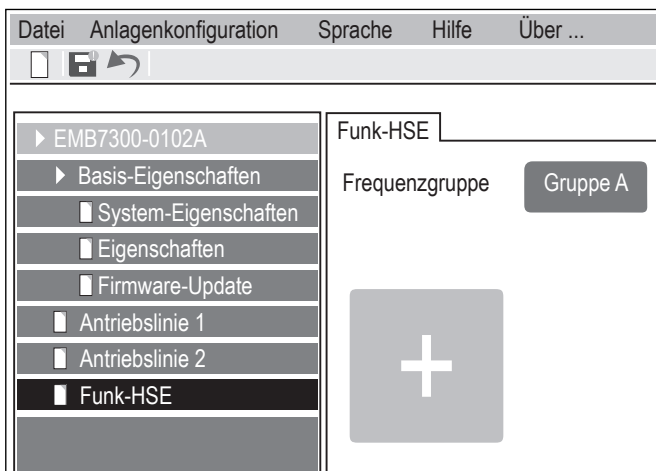 Datei Anlagenkonfiguration Sprache Hilfe Über ...
EMB7300-0102A
Basis-Eigenschaften
System-Eigenschaften
Eigenschaften
Firmware-Update
Antriebslinie 1
Antriebslinie 2
Funk-HSE
Funk-HSE
Frequenzgruppe Gruppe A